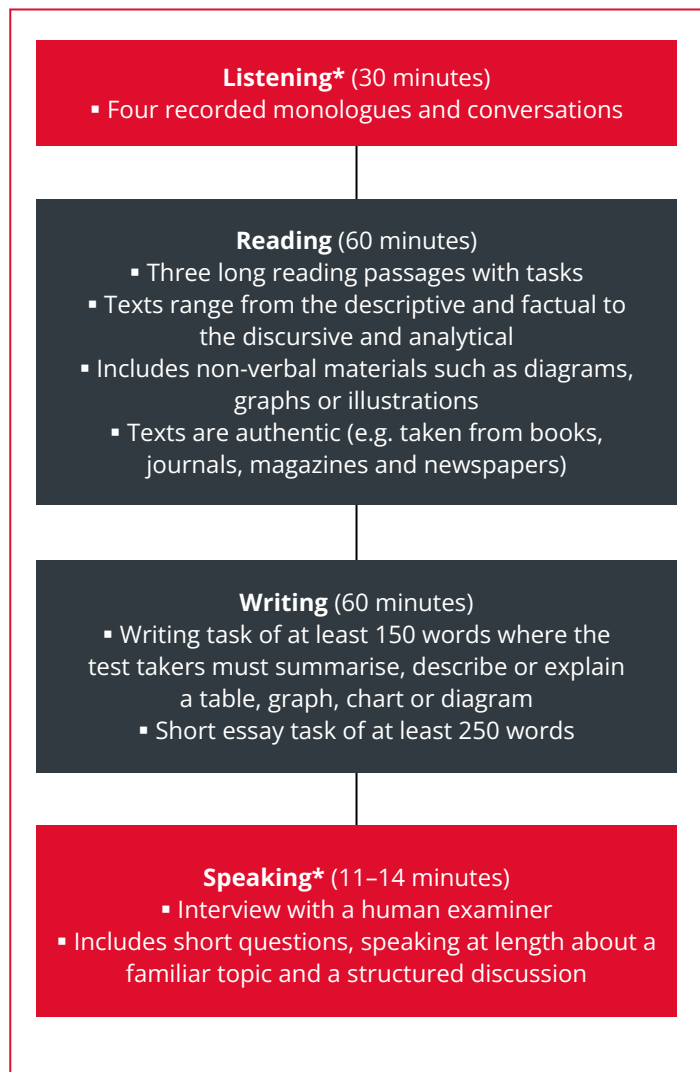 Listening* (30 minutes)
▪ Four recorded monologues and conversations
Reading (60 minutes)
▪ Three long reading passages with tasks
▪ Texts range from the descriptive and factual to
the discursive and analytical
▪ Includes non-verbal materials such as diagrams,
graphs or illustrations
▪ Texts are authentic (e.g. taken from books,
journals, magazines and newspapers)
Writing (60 minutes)
▪ Writing task of at least 150 words where the
test takers must summarise, describe or explain
a table, graph, chart or diagram
▪ Short essay task of at least 250 words
Speaking* (11–14 minutes)
▪ Interview with a human examiner
▪ Includes short questions, speaking at length about a
familiar topic and a structured discussion